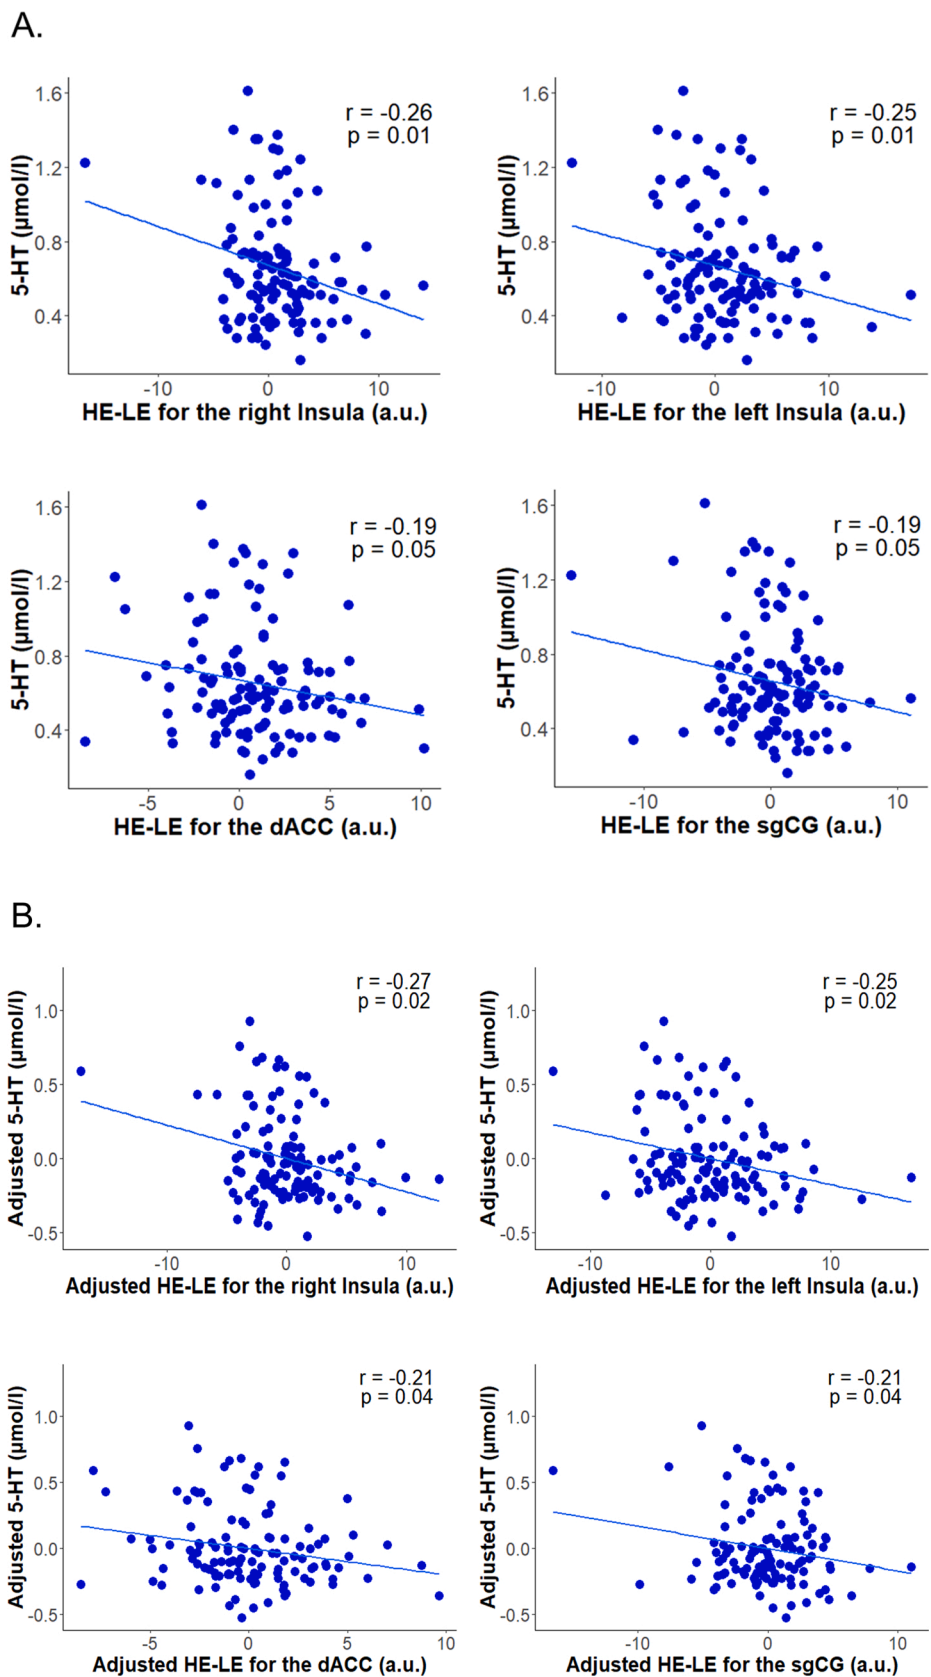 A.
1.6
1.2
0.8
0.4
5-HT (µmol/l)
r = -0.26
p = 0.01
-10
0
10
HE-LE for the right Insula (a.u.)
1.6
1.2
0.8
0.4
5-HT (µmol/l)
r = -0.25
p = 0.01
-10
0
10
HE-LE for the left Insula (a.u.)
1.6
1.2
0.8
0.4
5-HT (µmol/l)
r = -0.19
p = 0.05
-5
0
5
10
HE-LE for the dACC (a.u.)
1.6
1.2
0.8
0.4
5-HT (µmol/l)
r = -0.19
p = 0.05
-10
0
10
HE-LE for the sgCG (a.u.)
B.
1.0
0.5
0.0
-0.5
Adjusted 5-HT (µmol/l)
r = -0.27
p = 0.02
-10
0
10
Adjusted HE-LE for the right Insula (a.u.)
1.0
0.5
0.0
-0.5
Adjusted 5-HT (µmol/l)
r = -0.25
p = 0.02
-10
0
10
Adjusted HE-LE for the left Insula (a.u.)
1.0
0.5
0.0
-0.5
Adjusted 5-HT (µmol/l)
r = -0.21
p = 0.04
-5
0
5
10
Adjusted HE-LE for the dACC (a.u.)
1.0
0.5
0.0
-0.5
Adjusted 5-HT (µmol/l)
r = -0.21
p = 0.04
-10
0
10
Adjusted HE-LE for the sgCG (a.u.)